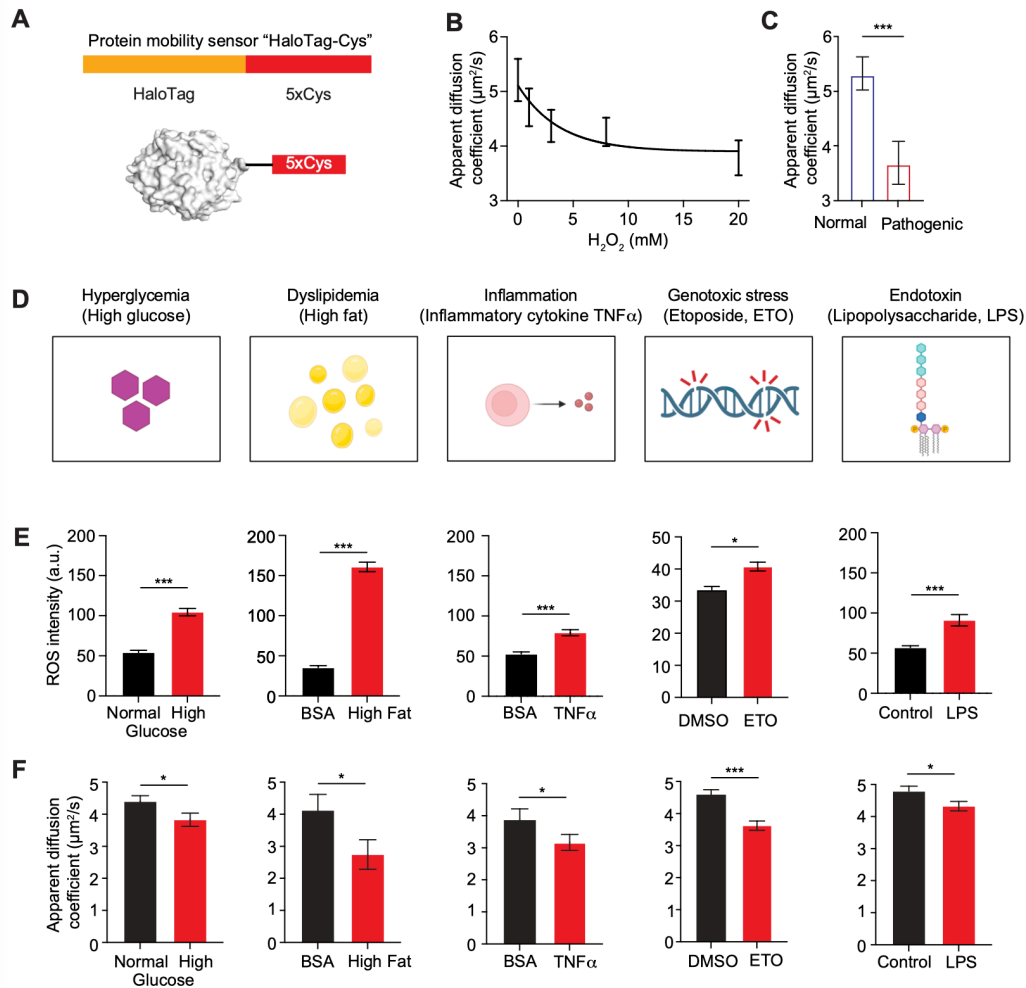 A
Protein mobility sensor “HaloTag-Cys”
HaloTag
5xCys
5xCys
B
Apparent diffusion
coefficient (µm²/s)
6
5
4
3
0
5
10
15
20
H₂O₂ (mM)
C
Apparent diffusion
coefficient (µm²/s)
6
5
4
3
***
Normal
Pathogenic
D
Hyperglycemia
(High glucose)
Dyslipidemia
(High fat)
Inflammation
(Inflammatory cytokine TNFα)
Genotoxic stress
(Etoposide, ETO)
Endotoxin
(Lipopolysaccharide, LPS)
E
ROS intensity (a.u.)
200
150
100
50
0
***
Normal High
Glucose
200
150
100
50
0
***
BSA High Fat
200
150
100
50
0
***
BSA TNFα
50
40
30
20
10
0
*
DMSO ETO
200
150
100
50
0
***
Control LPS
F
Apparent diffusion
coefficient (µm²/s)
5
4
3
2
1
0
*
Normal High
Glucose
5
4
3
2
1
0
*
BSA High Fat
5
4
3
2
1
0
*
BSA TNFα
5
4
3
2
1
0
***
DMSO ETO
5
4
3
2
1
0
*
Control LPS